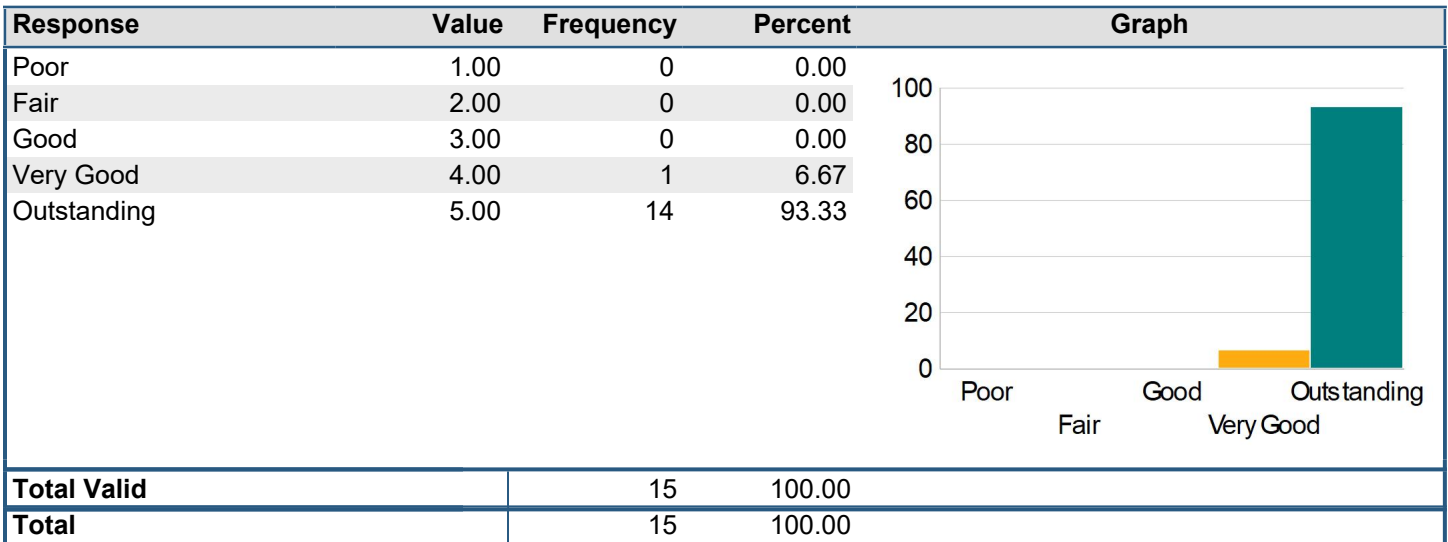 Response Value Frequency Percent Graph
Poor 1.00 0 0.00
Fair 2.00 0 0.00
Good 3.00 0 0.00
Very Good 4.00 1 6.67
Outstanding 5.00 14 93.33
100
80
60
40
20
0
Poor Good Outstanding
Fair Very Good
Total Valid 15 100.00
Total 15 100.00